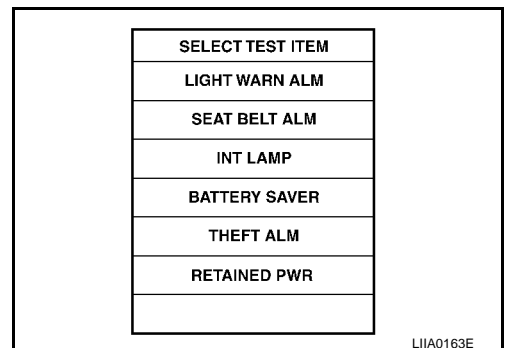 SELECT TEST ITEM
LIGHT WARN ALM
SEAT BELT ALM
INT LAMP
BATTERY SAVER
THEFT ALM
RETAINED PWR
LIIA0163E